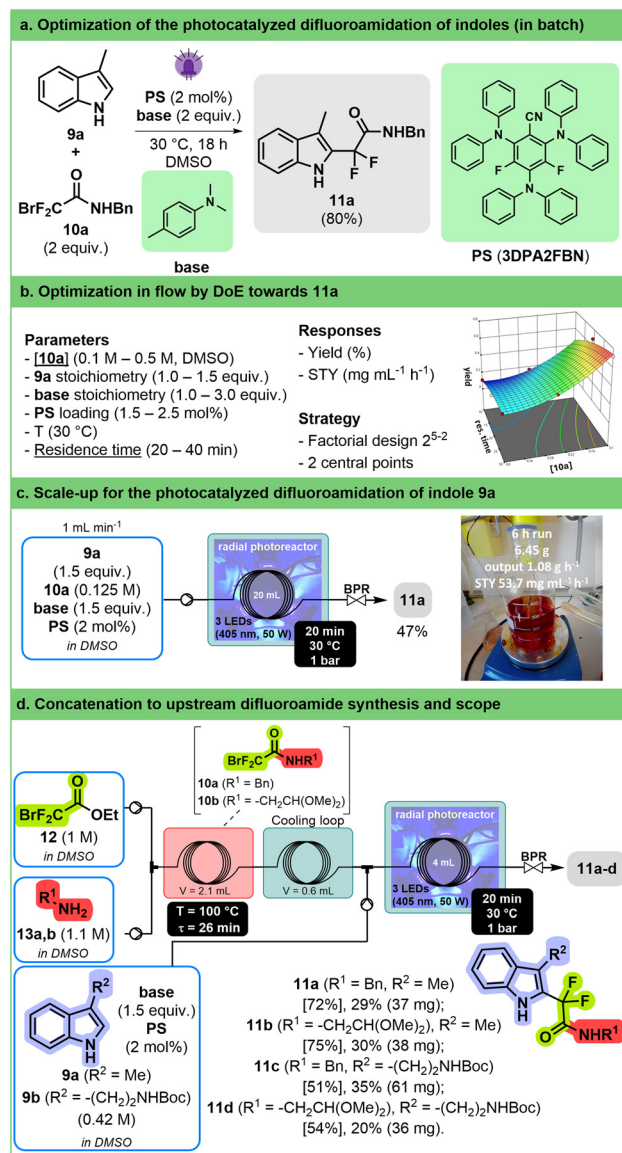 a. Optimization of the photocatalyzed difluoroamidation of indoles (in batch)
CH3
N
H
9a
+
O
BrF2C
NHBn
10a
(2 equiv.)
PS (2 mol%)
base (2 equiv.)
30 °C, 18 h
DMSO
N
base
O
NHBn
F
F
N
H
11a
(80%)
CN
N
N
F
F
N
PS (3DPA2FBN)
b. Optimization in flow by DoE towards 11a
Parameters
- [10a] (0.1 M – 0.5 M, DMSO)
- 9a stoichiometry (1.0 – 1.5 equiv.)
- base stoichiometry (1.0 – 3.0 equiv.)
- PS loading (1.5 – 2.5 mol%)
- T (30 °C)
- Residence time (20 – 40 min)
Responses
- Yield (%)
- STY (mg mL-1 h-1)
Strategy
- Factorial design 2^5-2
- 2 central points
yield
res. time
[10a]
c. Scale-up for the photocatalyzed difluoroamidation of indole 9a
1 mL min-1
9a
(1.5 equiv.)
10a (0.125 M)
base (1.5 equiv.)
PS (2 mol%)
in DMSO
radial photoreactor
20 mL
3 LEDs
(405 nm, 50 W)
20 min
30 °C
1 bar
BPR
11a
47%
6 h run
6.45 g
output 1.08 g h-1
STY 53.7 mg mL-1 h-1
d. Concatenation to upstream difluoroamide synthesis and scope
O
BrF2C
NHR1
10a (R1 = Bn)
10b (R1 = -CH2CH(OMe)2)
O
BrF2C
OEt
12 (1 M)
in DMSO
R1
NH2
13a,b (1.1 M)
in DMSO
V = 2.1 mL
T = 100 °C
τ = 26 min
Cooling loop
V = 0.6 mL
radial photoreactor
4 mL
3 LEDs
(405 nm, 50 W)
20 min
30 °C
1 bar
BPR
11a-d
R2
N
H
base
(1.5 equiv.)
PS
(2 mol%)
9a (R2 = Me)
9b (R2 = -(CH2)2NHBoc)
(0.42 M)
in DMSO
11a (R1 = Bn, R2 = Me)
[72%], 29% (37 mg);
11b (R1 = -CH2CH(OMe)2), R2 = Me)
[75%], 30% (38 mg);
11c (R1 = Bn, R2 = -(CH2)2NHBoc)
[51%], 35% (61 mg);
11d (R1 = -CH2CH(OMe)2), R2 = -(CH2)2NHBoc)
[54%], 20% (36 mg).
R2
F
F
N
H
O
NHR1